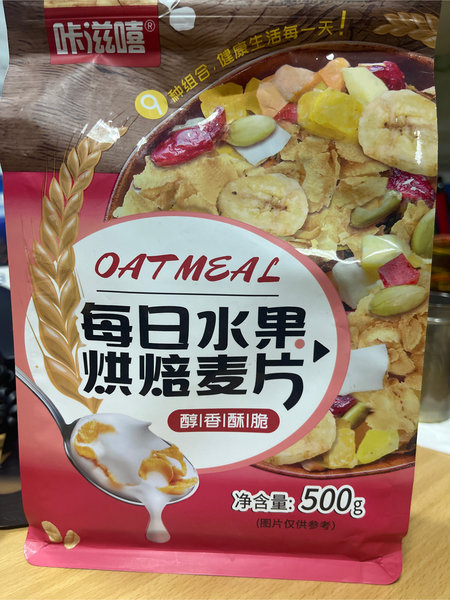 咔滋嘻®
9种组合，健康生活每一天！
OATMEAL
每日水果
烘焙麦片
醇|香|酥|脆
净含量: 500g
(图片仅供参考)